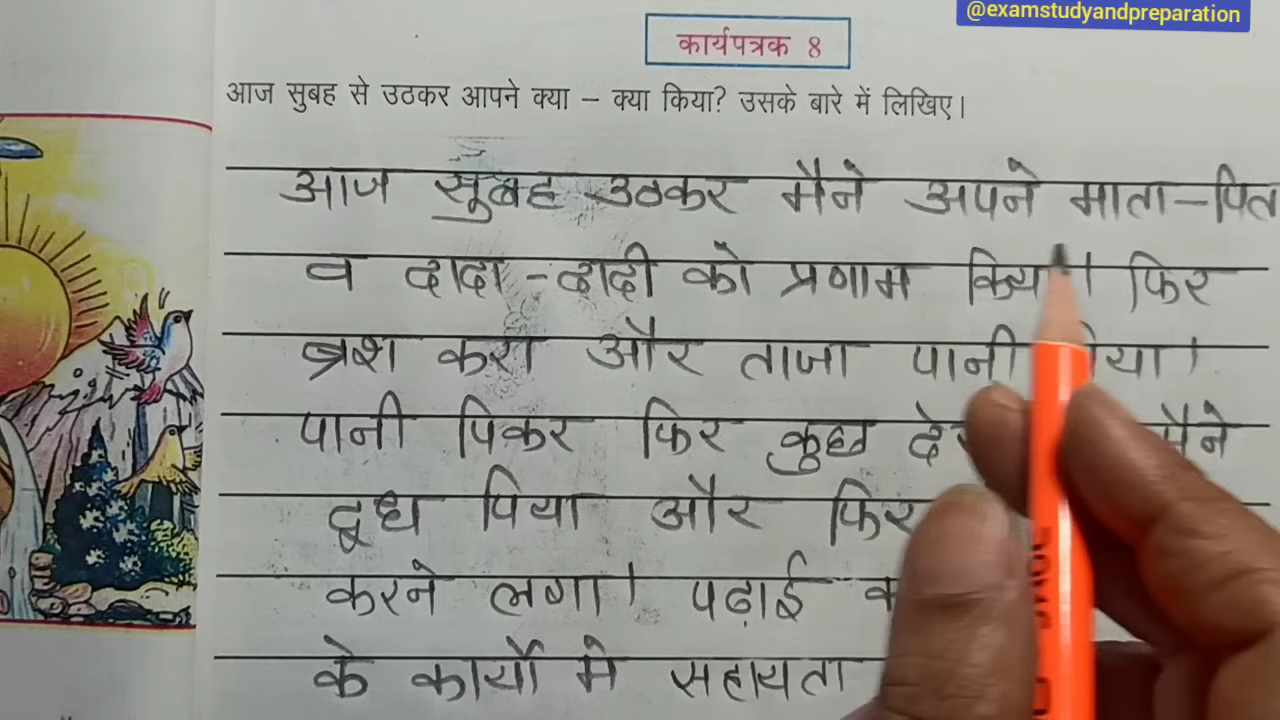 @examstudyandpreparation
कार्यपत्रक 8
आज सुबह से उठकर आपने क्या – क्या किया? उसके बारे में लिखिए।
आज सुबह उठकर मैने अपने माता-पित
व दादा-दादी को प्रणाम किया। फिर
ब्रश करा और ताजा पानी
पानी पिकर फिर कुछ मैने
दूध पिया और फिर
करने लगा। पढ़ाई
के कार्यो मे सहायता